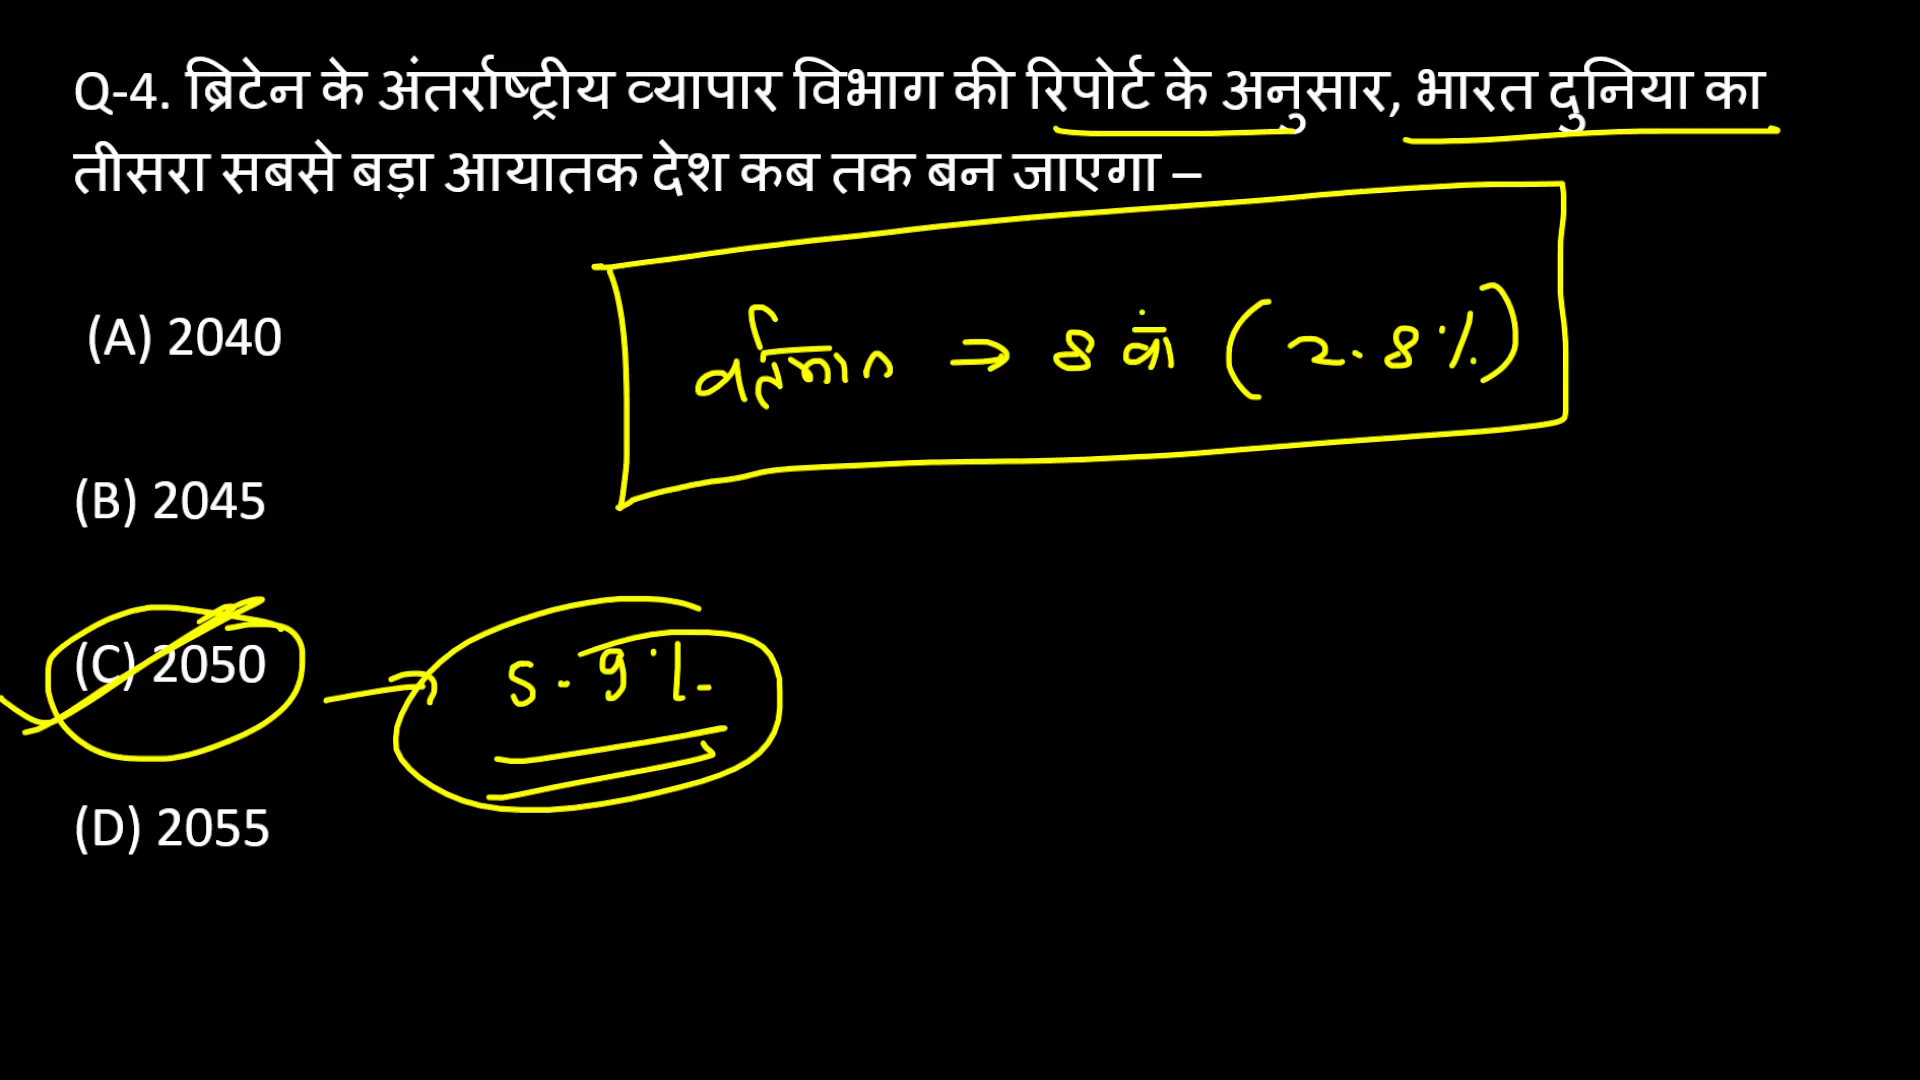 Q-4. ब्रिटेन के अंतर्राष्ट्रीय व्यापार विभाग की रिपोर्ट के अनुसार, भारत दुनिया का
तीसरा सबसे बड़ा आयातक देश कब तक बन जाएगा –
(A) 2040
वर्तमान ⇒ 8 वां (2.8%)
(B) 2045
(C) 2050
5.9%
(D) 2055